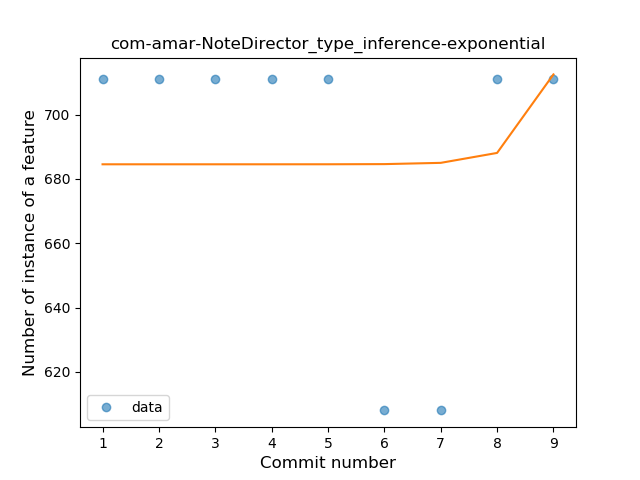 com-amar-NoteDirector_type_inference-exponential
Number of instance of a feature
700
680
660
640
620
data
1 2 3 4 5 6 7 8 9
Commit number